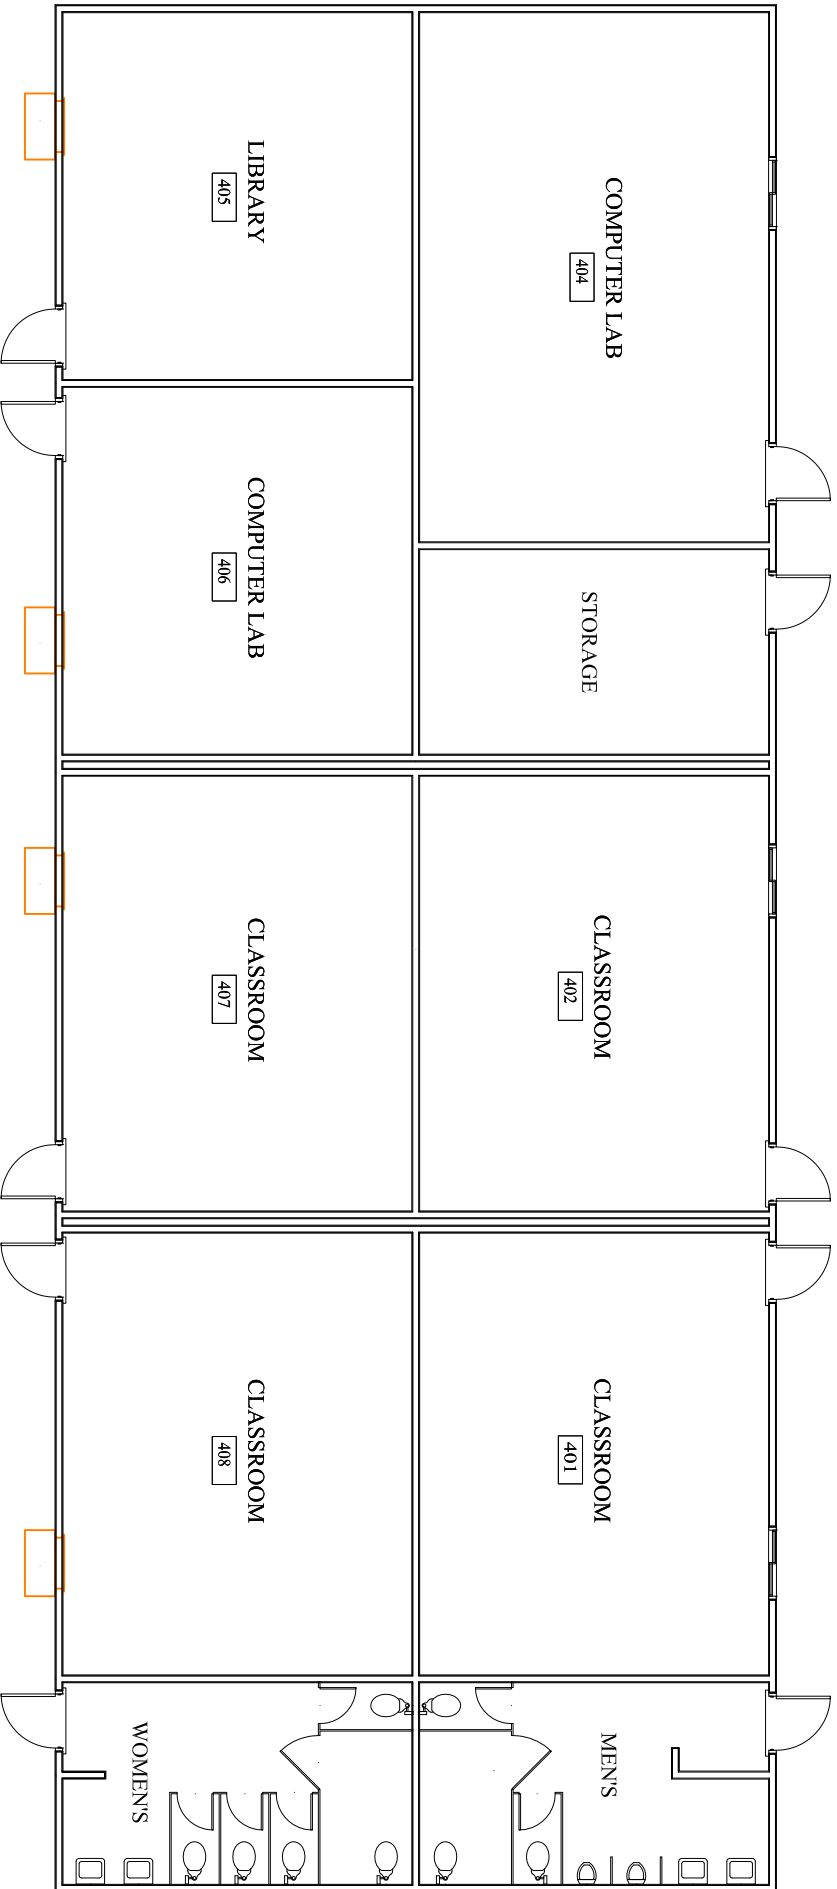 COMPUTER LAB
404
LIBRARY
405
STORAGE
COMPUTER LAB
406
CLASSROOM
402
CLASSROOM
407
CLASSROOM
401
CLASSROOM
408
MEN'S
WOMEN'S